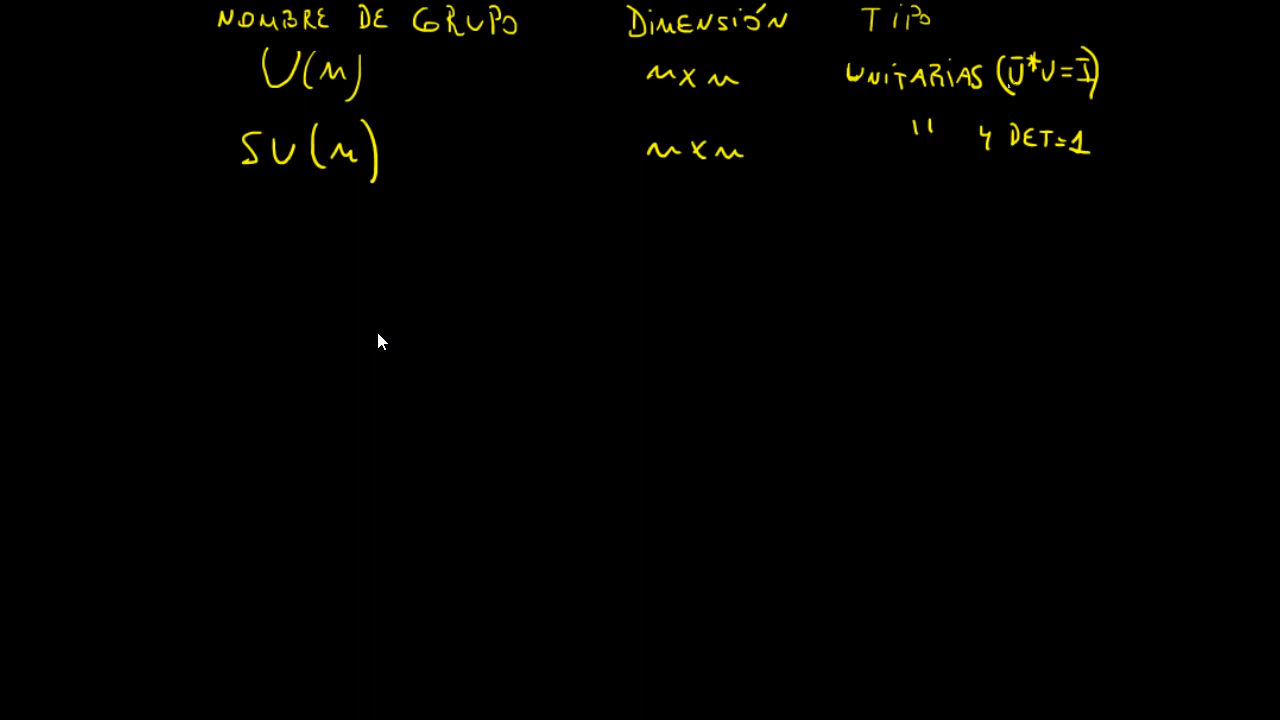 NOMBRE DE GRUPO DIMENSIÓN TIPO
U(n) n x n UNITARIAS (U*U=I)
SU(n) n x n " y DET=1